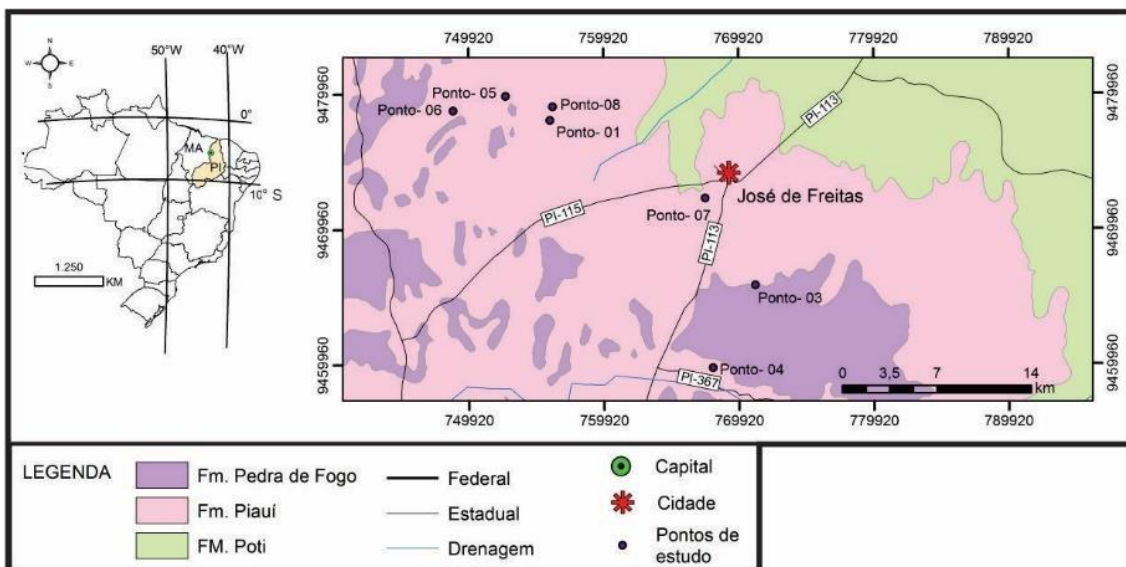 N
W E
S
50°W 40°W
0°
MA
PI
10° S
1.250
KM
749920 759920 769920 779920 789920
9479960 9479960
9469960 9469960
9459960 9459960
Ponto- 05
Ponto- 06
Ponto-08
Ponto- 01
PI-113
José de Freitas
Ponto- 07
PI-115
PI-113
Ponto- 03
Ponto- 04
PI-367
0 3,5 7 14
km
749920 759920 769920 779920 789920
LEGENDA
Fm. Pedra de Fogo
Fm. Piauí
FM. Poti
Federal
Estadual
Drenagem
Capital
Cidade
Pontos de
estudo